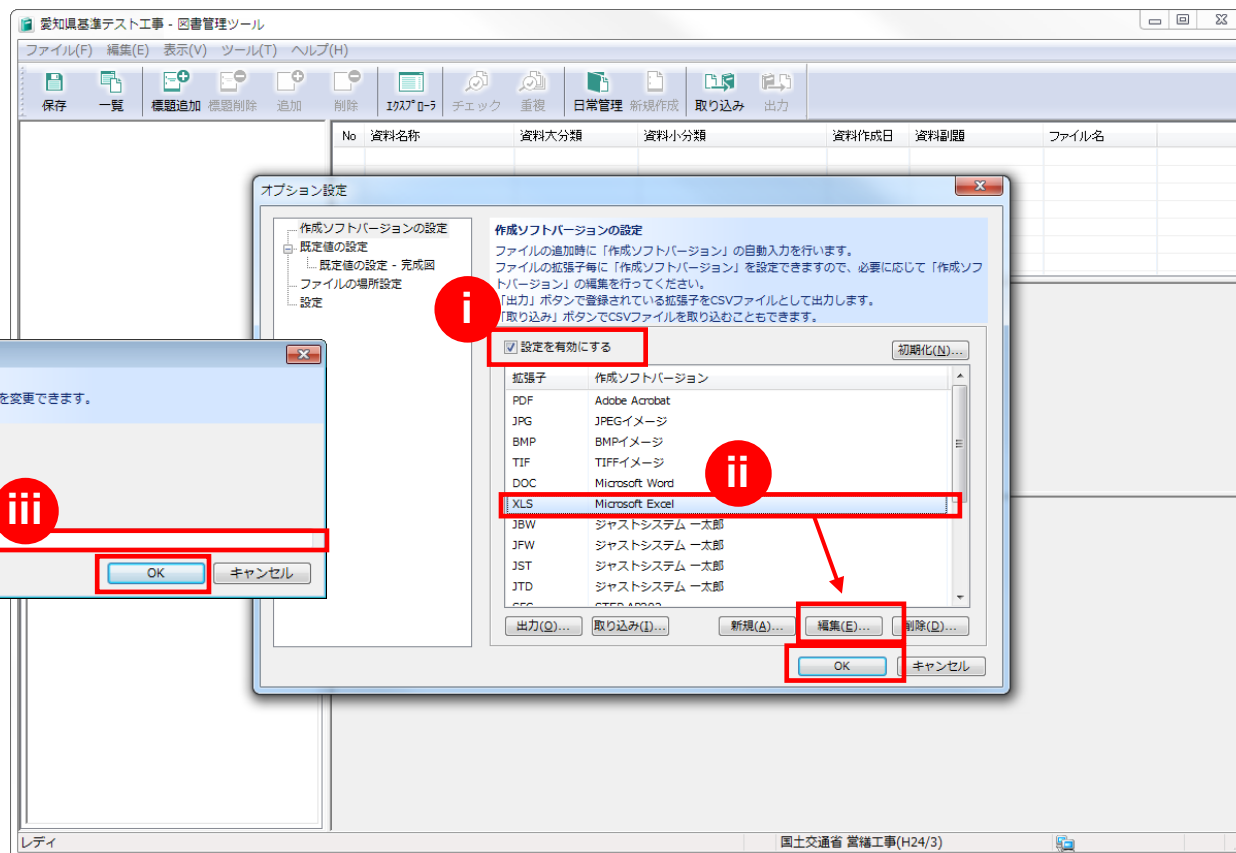 愛知県基準テスト工事 - 図書管理ツール
ファイル(F) 編集(E) 表示(V) ツール(T) ヘルプ(H)
保存 一覧 標題追加 標題削除 追加 削除 ｴｸｽﾌﾟﾛｰﾗ チェック 重複 日常管理 新規作成 取り込み 出力
No 資料名称 資料大分類 資料小分類 資料作成日 資料副題 ファイル名
オプション設定
作成ソフトバージョンの設定
既定値の設定
既定値の設定 - 完成図
ファイルの場所設定
設定
作成ソフトバージョンの設定
ファイルの追加時に「作成ソフトバージョン」の自動入力を行います。
ファイルの拡張子毎に「作成ソフトバージョン」を設定できますので、必要に応じて「作成ソフ
トバージョン」の編集を行ってください。
「出力」ボタンで登録されている拡張子をCSVファイルとして出力します。
「取り込み」ボタンでCSVファイルを取り込むこともできます。
i
設定を有効にする
初期化(N)...
拡張子 作成ソフトバージョン
PDF Adobe Acrobat
JPG JPEGイメージ
BMP BMPイメージ
TIF TIFFイメージ
DOC Microsoft Word
XLS Microsoft Excel
JBW ジャストシステム 一太郎
JFW ジャストシステム 一太郎
JST ジャストシステム 一太郎
JTD ジャストシステム 一太郎
ii
出力(O)... 取り込み(I)... 新規(A)... 編集(E)... 削除(D)...
OK キャンセル
を変更できます。
iii
OK キャンセル
レディ
国土交通省 営繕工事(H24/3)